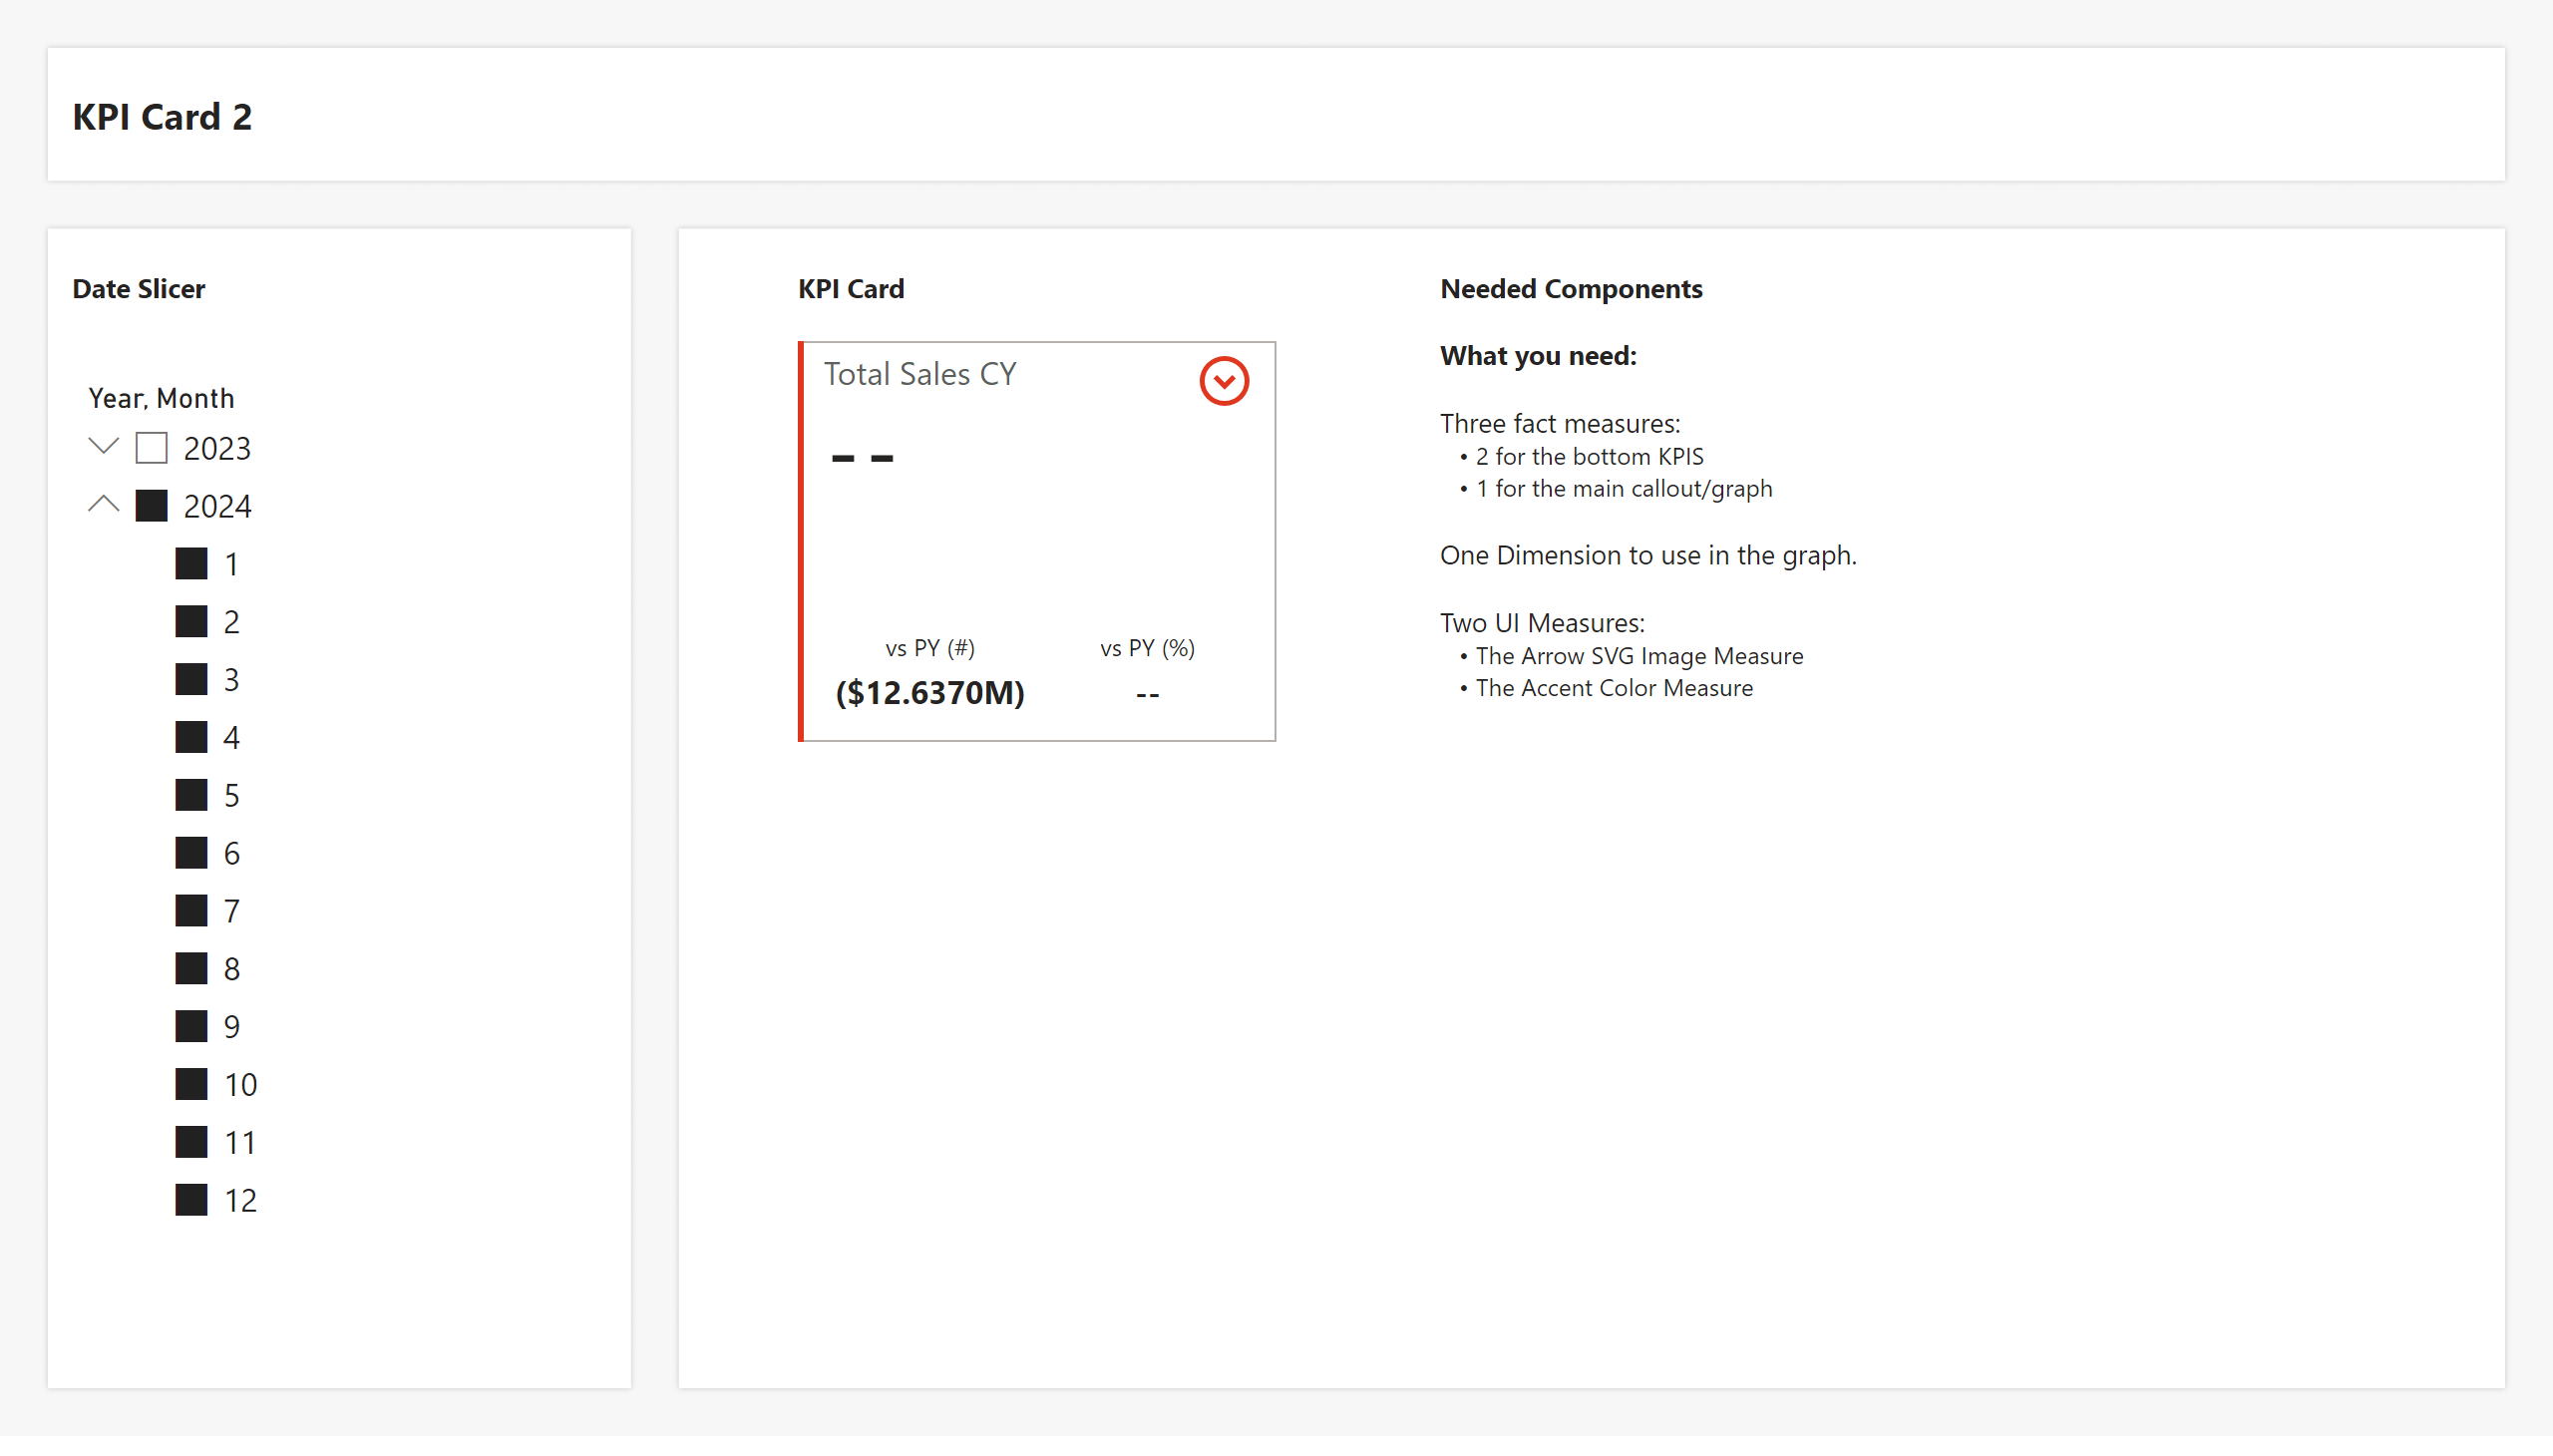 KPI Card 2
Date Slicer
Year, Month
2023
2024
1
2
3
4
5
6
7
8
9
10
11
12
KPI Card
Total Sales CY
--
vs PY (#)
($12.6370M)
vs PY (%)
--
Needed Components
What you need:
Three fact measures:
• 2 for the bottom KPIS
• 1 for the main callout/graph
One Dimension to use in the graph.
Two UI Measures:
• The Arrow SVG Image Measure
• The Accent Color Measure